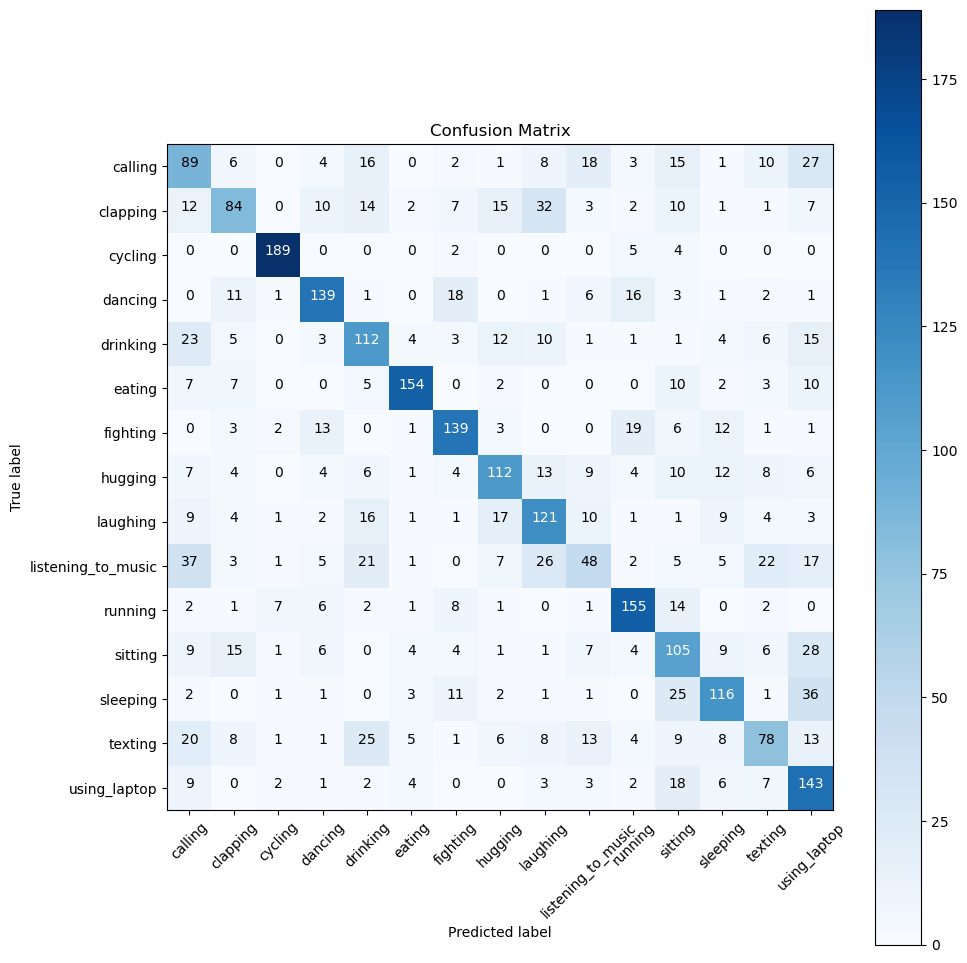 Confusion Matrix
True label
calling 89 6 0 4 16 0 2 1 8 18 3 15 1 10 27
clapping 12 84 0 10 14 2 7 15 32 3 2 10 1 1 7
cycling 0 0 189 0 0 0 2 0 0 0 5 4 0 0 0
dancing 0 11 1 139 1 0 18 0 1 6 16 3 1 2 1
drinking 23 5 0 3 112 4 3 12 10 1 1 1 4 6 15
eating 7 7 0 0 5 154 0 2 0 0 0 10 2 3 10
fighting 0 3 2 13 0 1 139 3 0 0 19 6 12 1 1
hugging 7 4 0 4 6 1 4 112 13 9 4 10 12 8 6
laughing 9 4 1 2 16 1 1 17 121 10 1 1 9 4 3
listening_to_music 37 3 1 5 21 1 0 7 26 48 2 5 5 22 17
running 2 1 7 6 2 1 8 1 0 1 155 14 0 2 0
sitting 9 15 1 6 0 4 4 1 1 7 4 105 9 6 28
sleeping 2 0 1 1 0 3 11 2 1 1 0 25 116 1 36
texting 20 8 1 1 25 5 1 6 8 13 4 9 8 78 13
using_laptop 9 0 2 1 2 4 0 0 3 3 2 18 6 7 143
calling clapping cycling dancing drinking eating fighting hugging laughing listening_to_music running sitting sleeping texting using_laptop
Predicted label
175
150
125
100
75
50
25
0